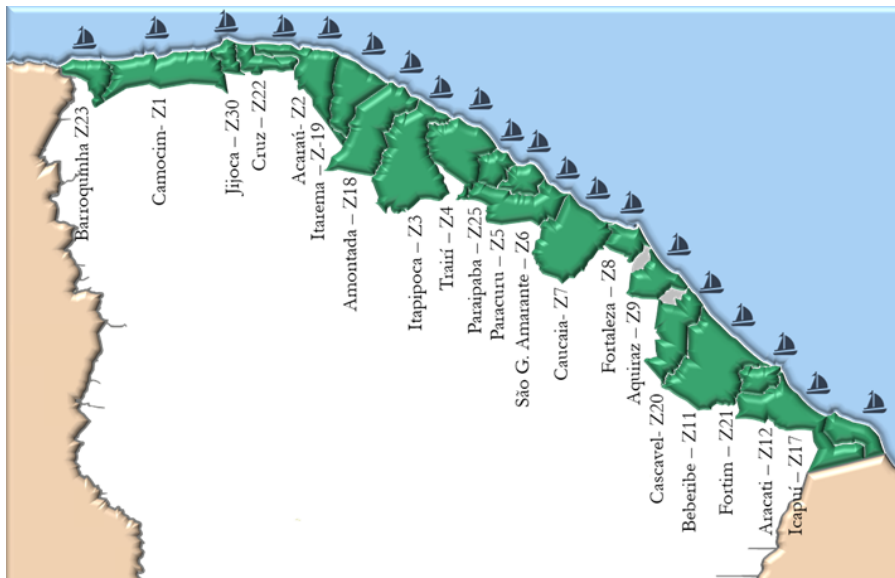 Barroquinha Z23
Camocim- Z1
Jijoca – Z30
Cruz – Z22
Acaraú- Z2
Itarema – Z-19
Amontada – Z18
Itapipoca – Z3
Trairí – Z4
Paraipaba – Z25
Paracuru – Z5
São G. Amarante – Z6
Caucaia- Z7
Fortaleza – Z8
Aquiraz – Z9
Cascavel- Z20
Beberibe – Z11
Fortim – Z21
Aracati – Z12
Icapuí – Z17